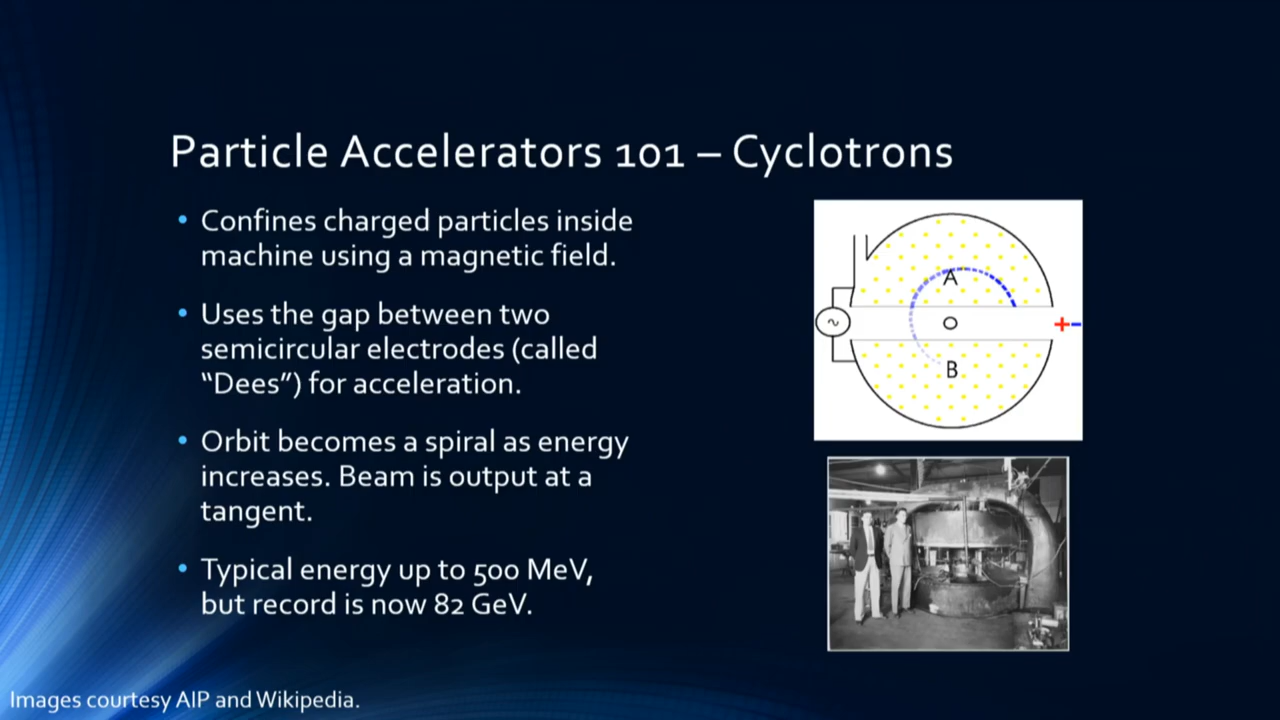 Particle Accelerators 101 – Cyclotrons
• Confines charged particles inside
machine using a magnetic field.
• Uses the gap between two
semicircular electrodes (called
“Dees”) for acceleration.
• Orbit becomes a spiral as energy
increases. Beam is output at a
tangent.
• Typical energy up to 500 MeV,
but record is now 82 GeV.
A
~
+-
B
Images courtesy AIP and Wikipedia.